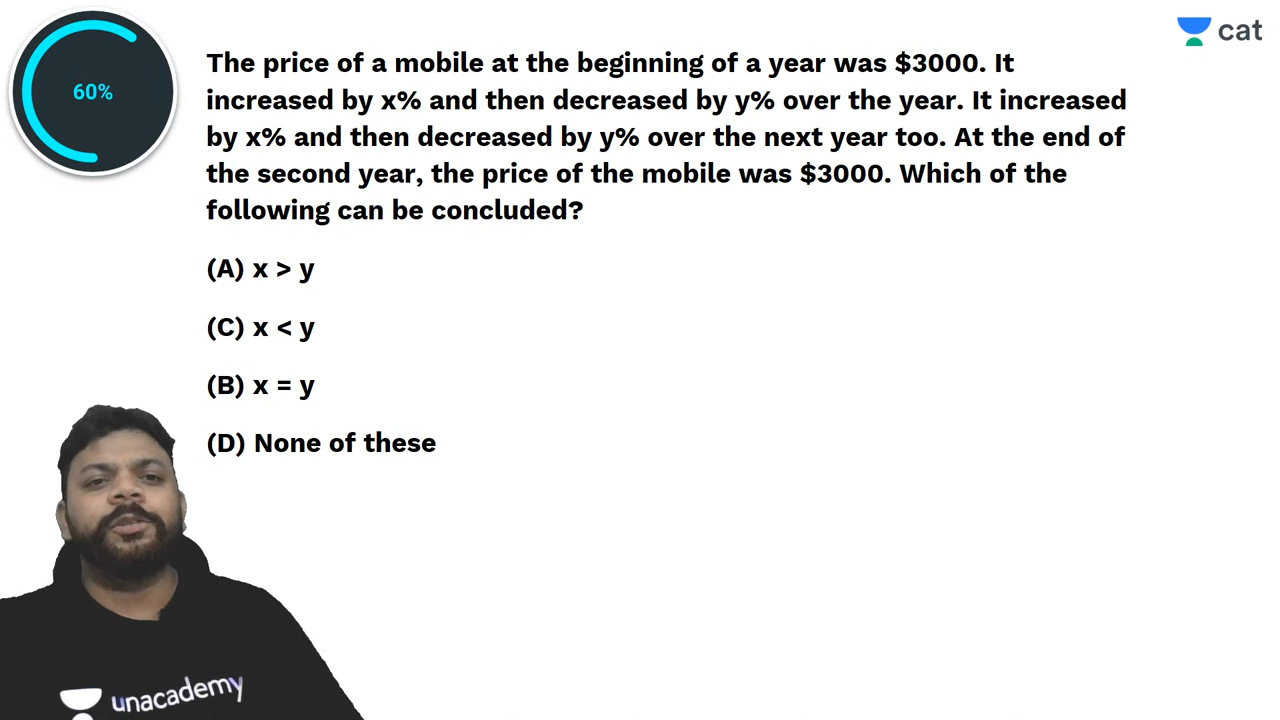 60%
cat
The price of a mobile at the beginning of a year was $3000. It
increased by x% and then decreased by y% over the year. It increased
by x% and then decreased by y% over the next year too. At the end of
the second year, the price of the mobile was $3000. Which of the
following can be concluded?
(A) x > y
(C) x < y
(B) x = y
(D) None of these
unacademy